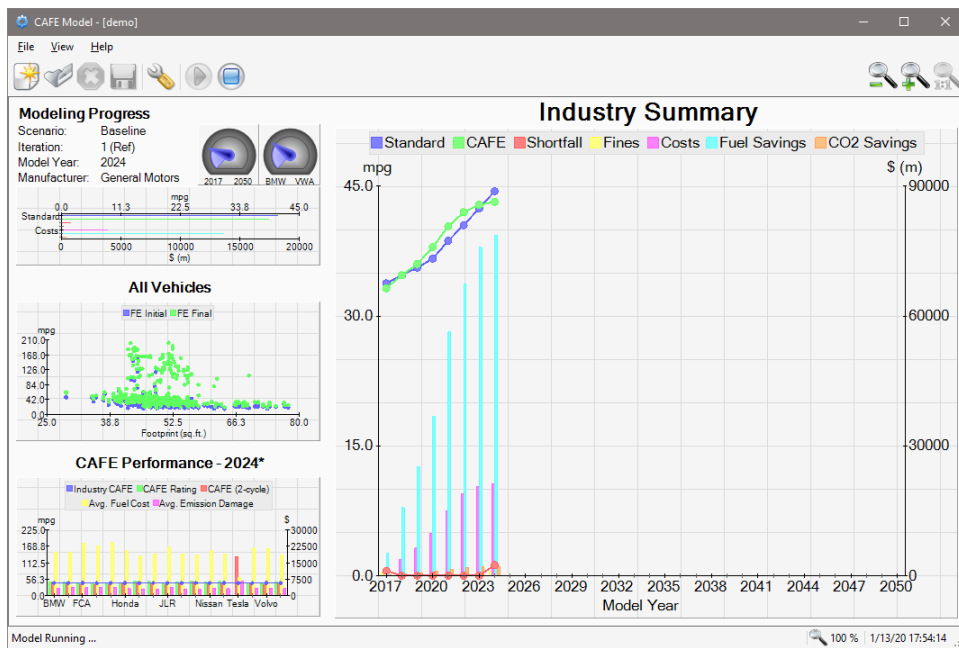 CAFE Model - [demo]
File View Help
1:1
Modeling Progress
Scenario: Baseline
Iteration: 1 (Ref)
Model Year: 2024
Manufacturer: General Motors
2017 2050 BMW VWA
mpg
0.0 11.3 22.5 33.8 45.0
Standard
Costs
0 5000 10000 15000 20000
$ (m)
All Vehicles
FE Initial FE Final
mpg
210.0
168.0
126.0
84.0
42.0
0.0
25.0 38.8 52.5 66.3 80.0
Footprint (sq.ft.)
CAFE Performance - 2024*
Industry CAFE CAFE Rating CAFE (2-cycle)
Avg. Fuel Cost Avg. Emission Damage
mpg $
225.0 30000
168.8 22500
112.5 15000
56.3 7500
0.0 0
BMW FCA Honda JLR Nissan Tesla Volvo
Industry Summary
Standard CAFE Shortfall Fines Costs Fuel Savings CO2 Savings
mpg $ (m)
45.0 90000
30.0 60000
15.0 30000
0.0 0
2017 2020 2023 2026 2029 2032 2035 2038 2041 2044 2047 2050
Model Year
Model Running ... 100 % 1/13/20 17:54:14